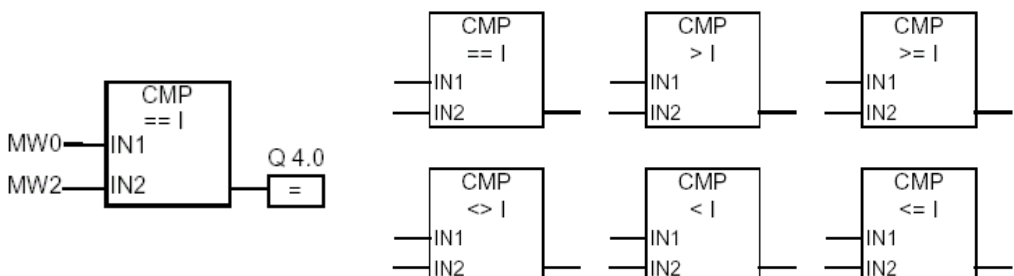 CMP
== I
MW0
IN1
MW2
IN2
Q 4.0
=
CMP
== I
IN1
IN2
CMP
> I
IN1
IN2
CMP
>= I
IN1
IN2
CMP
<> I
IN1
IN2
CMP
< I
IN1
IN2
CMP
<= I
IN1
IN2